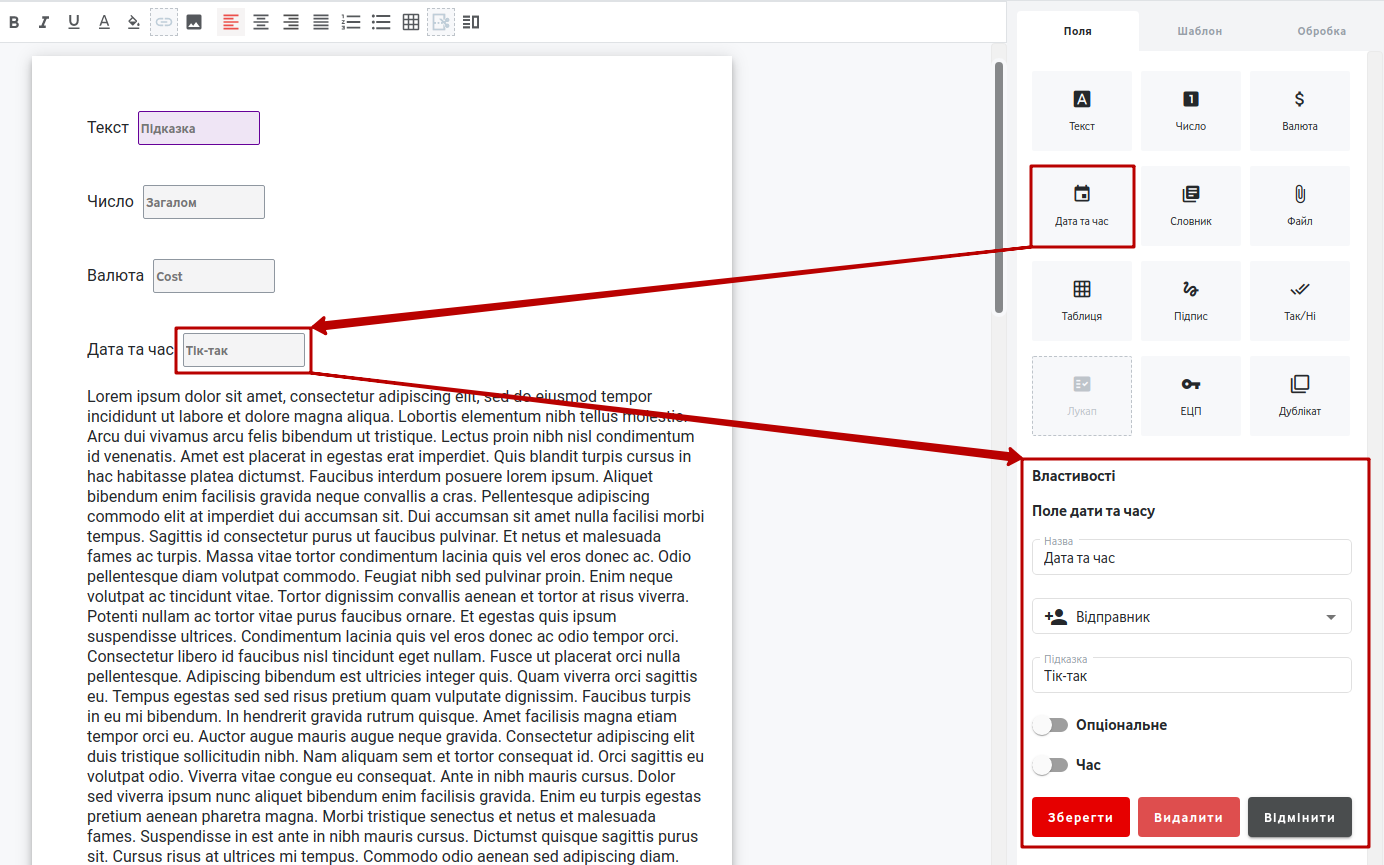 Поля
Шаблон
Обробка
Текст Підказка
Число Загалом
Валюта Cost
Дата та час Тік-так
Lorem ipsum dolor sit amet, consectetur adipiscing elit, sed do eiusmod tempor
incididunt ut labore et dolore magna aliqua. Lobortis elementum nibh tellus molestie.
Arcu dui vivamus arcu felis bibendum ut tristique. Lectus proin nibh nisl condimentum
id venenatis. Amet est placerat in egestas erat imperdiet. Quis blandit turpis cursus in
hac habitasse platea dictumst. Faucibus interdum posuere lorem ipsum. Aliquet
bibendum enim facilisis gravida neque convallis a cras. Pellentesque adipiscing
commodo elit at imperdiet dui accumsan sit. Dui accumsan sit amet nulla facilisi morbi
tempus. Sagittis id consectetur purus ut faucibus pulvinar. Et netus et malesuada
fames ac turpis. Massa vitae tortor condimentum lacinia quis vel eros donec ac. Odio
pellentesque diam volutpat commodo. Feugiat nibh sed pulvinar proin. Enim neque
volutpat ac tincidunt vitae. Tortor dignissim convallis aenean et tortor at risus viverra.
Potenti nullam ac tortor vitae purus faucibus ornare. Et egestas quis ipsum
suspendisse ultrices. Condimentum lacinia quis vel eros donec ac odio tempor orci.
Consectetur libero id faucibus nisl tincidunt eget nullam. Fusce ut placerat orci nulla
pellentesque. Adipiscing bibendum est ultricies integer quis. Quam viverra orci sagittis
eu. Tempus egestas sed sed risus pretium quam vulputate dignissim. Faucibus turpis
in eu mi bibendum. In hendrerit gravida rutrum quisque. Amet facilisis magna etiam
tempor orci eu. Auctor augue mauris augue neque gravida. Consectetur adipiscing elit
duis tristique sollicitudin nibh. Nam aliquam sem et tortor consequat id. Orci sagittis eu
volutpat odio. Viverra vitae congue eu consequat. Ante in nibh mauris cursus. Dolor
sed viverra ipsum nunc aliquet bibendum enim facilisis gravida. Enim eu turpis egestas
pretium aenean pharetra magna. Morbi tristique senectus et netus et malesuada
fames. Suspendisse in est ante in nibh mauris cursus. Dictumst quisque sagittis purus
sit. Cursus risus at ultrices mi tempus. Commodo odio aenean sed adipiscing diam.
Текст
Число
Валюта
Дата та час
Словник
Файл
Таблиця
Підпис
Так/Ні
Лукап
ЕЦП
Дублікат
Властивості
Поле дати та часу
Назва
Дата та час
Відправник
Підказка
Тік-так
Опціональне
Час
Зберегти
Видалити
Відмінити